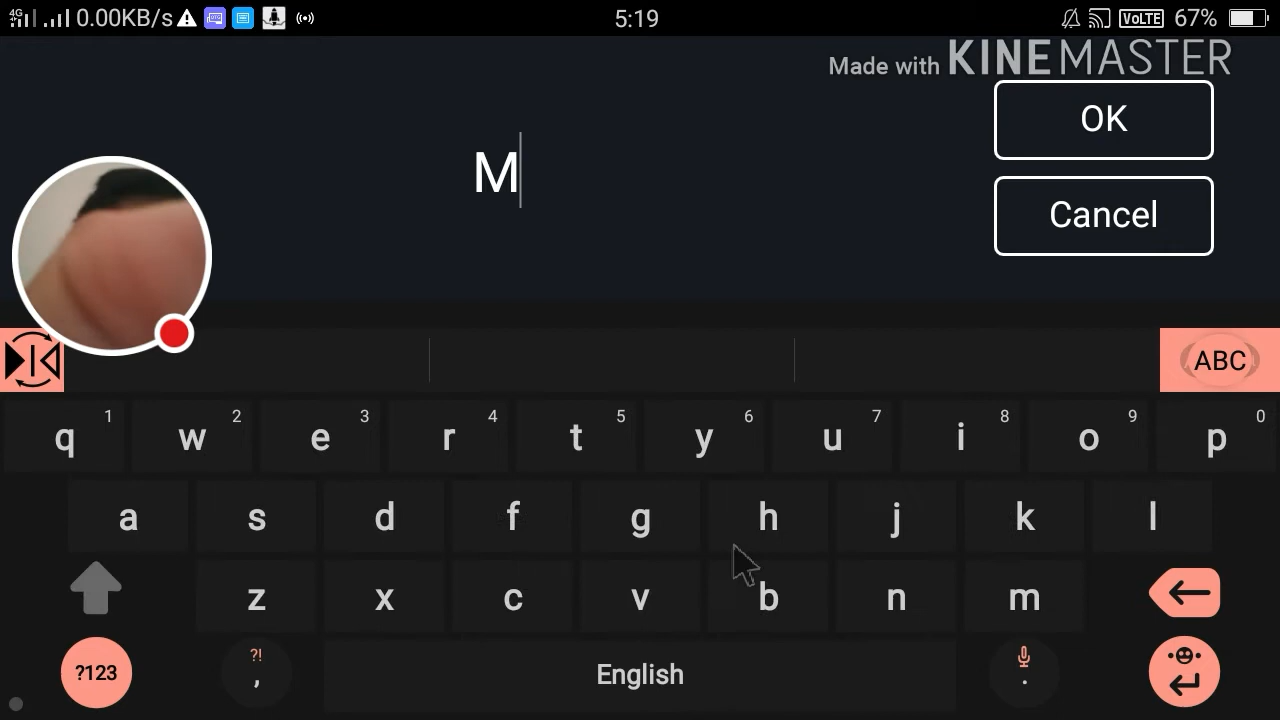 4G 0.00KB/s 5:19 VoLTE 67%
Made with KINEMASTER
OK
M
Cancel
ABC
q 1 w 2 e 3 r 4 t 5 y 6 u 7 i 8 o 9 p 0
a s d f g h j k l
z x c v b n m
?123 ?! , English .